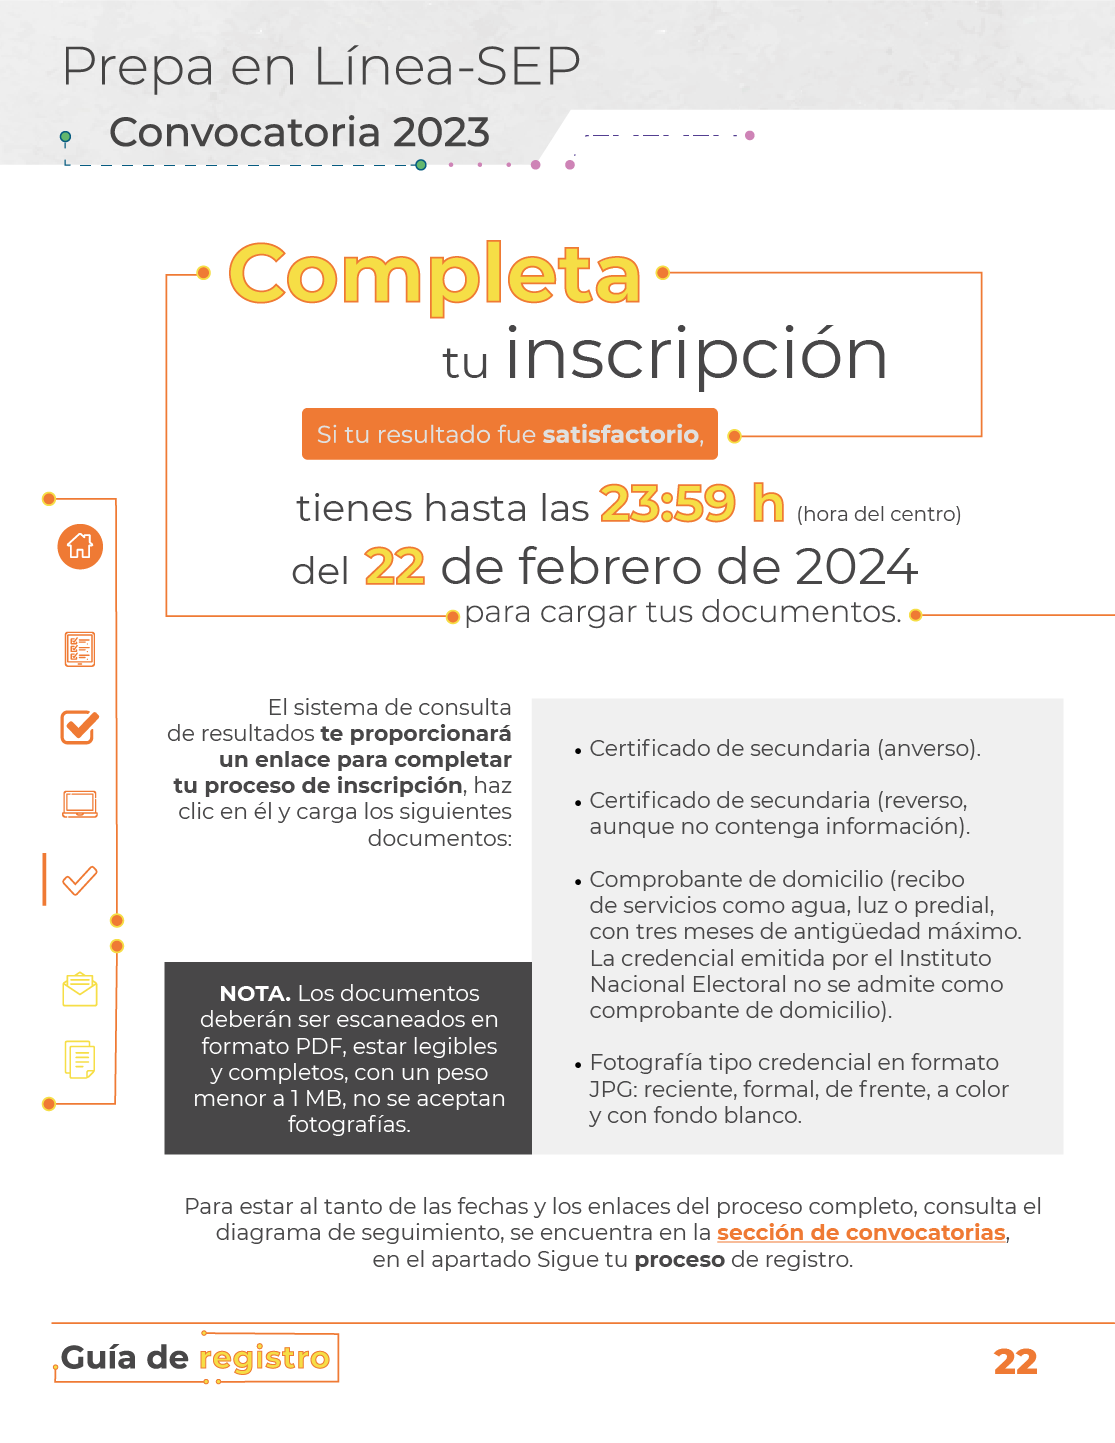 Prepa en Línea-SEP
Convocatoria 2023
Completa
tu inscripción
Si tu resultado fue satisfactorio,
tienes hasta las 23:59 h (hora del centro)
del 22 de febrero de 2024
para cargar tus documentos.
El sistema de consulta
de resultados te proporcionará
un enlace para completar
tu proceso de inscripción, haz
clic en él y carga los siguientes
documentos:
• Certificado de secundaria (anverso).
• Certificado de secundaria (reverso,
aunque no contenga información).
• Comprobante de domicilio (recibo
de servicios como agua, luz o predial,
con tres meses de antigüedad máximo.
La credencial emitida por el Instituto
Nacional Electoral no se admite como
comprobante de domicilio).
• Fotografía tipo credencial en formato
JPG: reciente, formal, de frente, a color
y con fondo blanco.
NOTA. Los documentos
deberán ser escaneados en
formato PDF, estar legibles
y completos, con un peso
menor a 1 MB, no se aceptan
fotografías.
Para estar al tanto de las fechas y los enlaces del proceso completo, consulta el
diagrama de seguimiento, se encuentra en la sección de convocatorias,
en el apartado Sigue tu proceso de registro.
Guía de registro
22